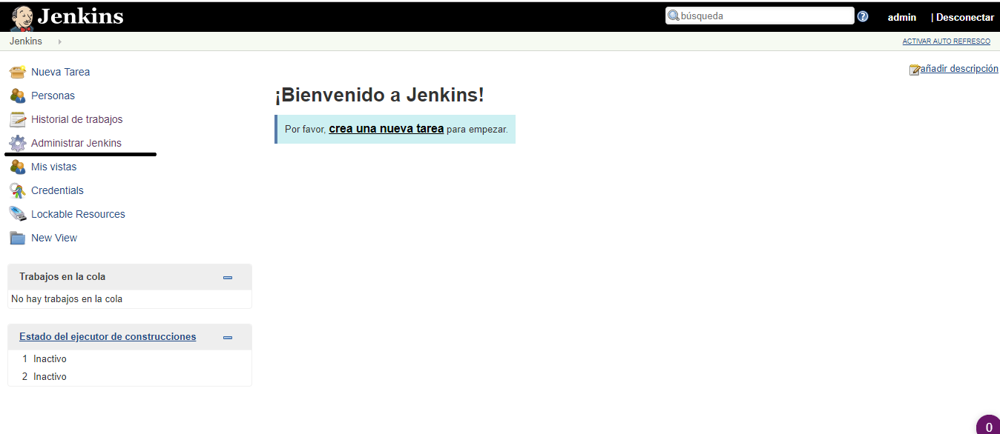 Jenkins
búsqueda
admin
| Desconectar
Jenkins
ACTIVAR AUTO REFRESCO
añadir descripción
Nueva Tarea
Personas
Historial de trabajos
Administrar Jenkins
Mis vistas
Credentials
Lockable Resources
New View
Trabajos en la cola
No hay trabajos en la cola
Estado del ejecutor de construcciones
1 Inactivo
2 Inactivo
¡Bienvenido a Jenkins!
Por favor, crea una nueva tarea para empezar.
0